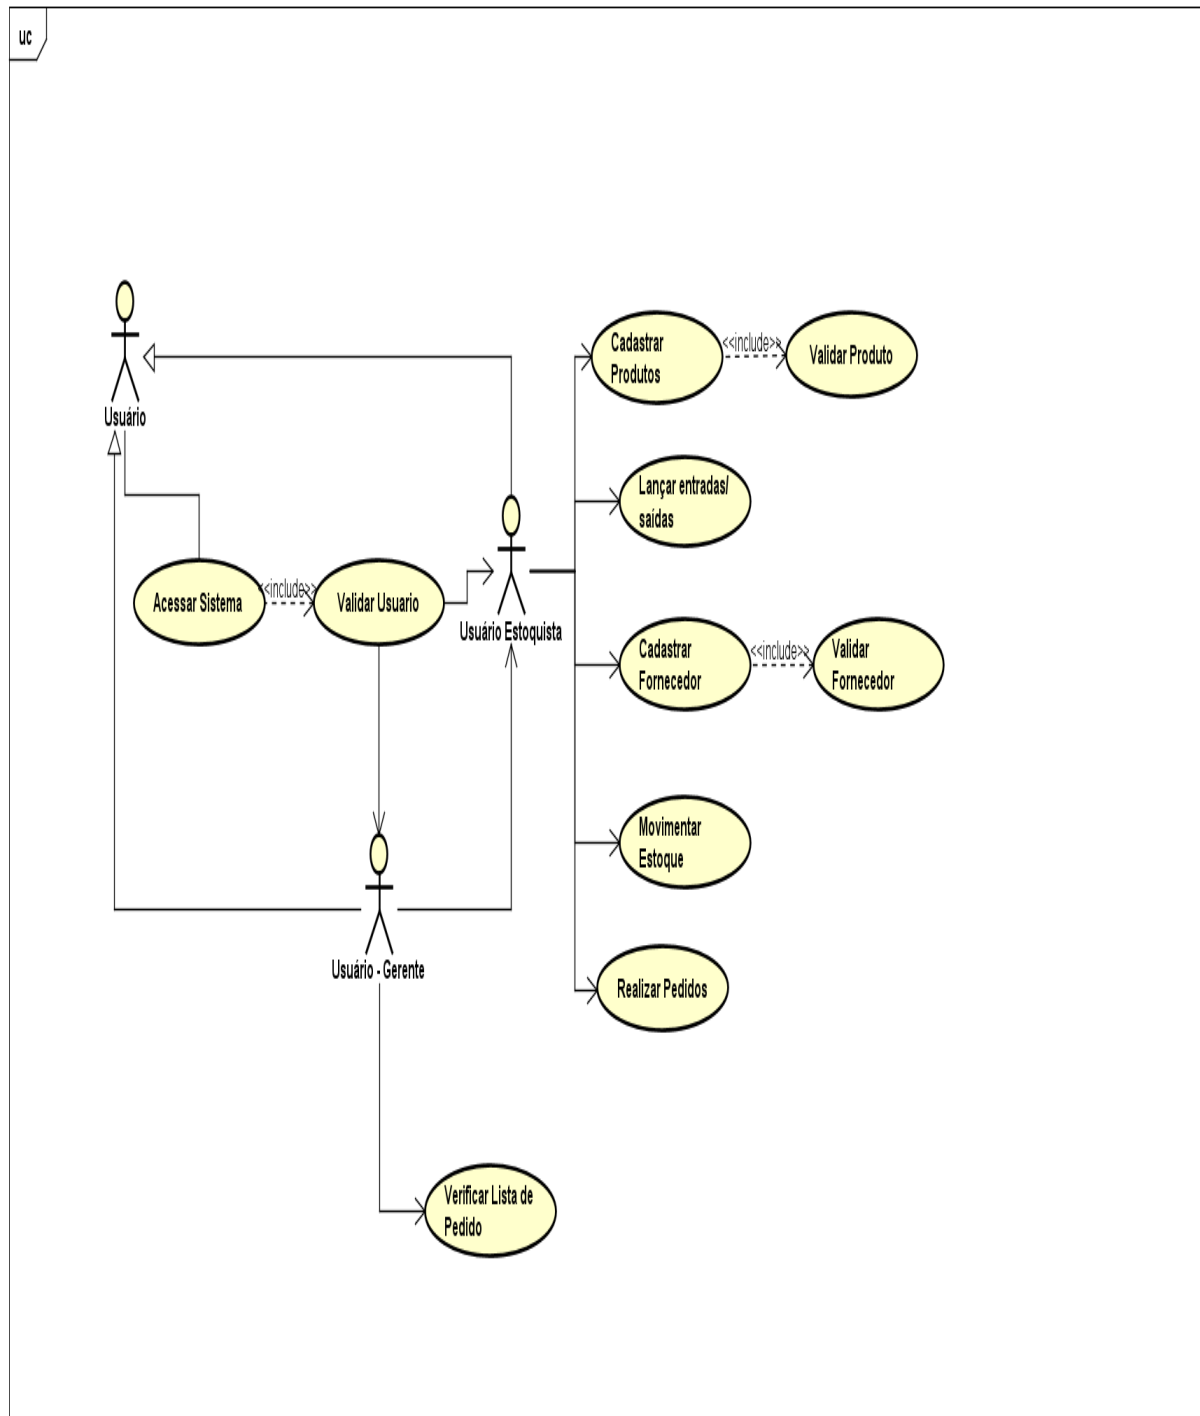 uc
Usuário
Cadastrar
Produtos
<<include>>
Validar Produto
Lançar entradas/
saídas
Acessar Sistema
<<include>>
Validar Usuario
Usuário Estoquista
Cadastrar
Fornecedor
<<include>>
Validar
Fornecedor
Movimentar
Estoque
Usuário - Gerente
Realizar Pedidos
Verificar Lista de
Pedido